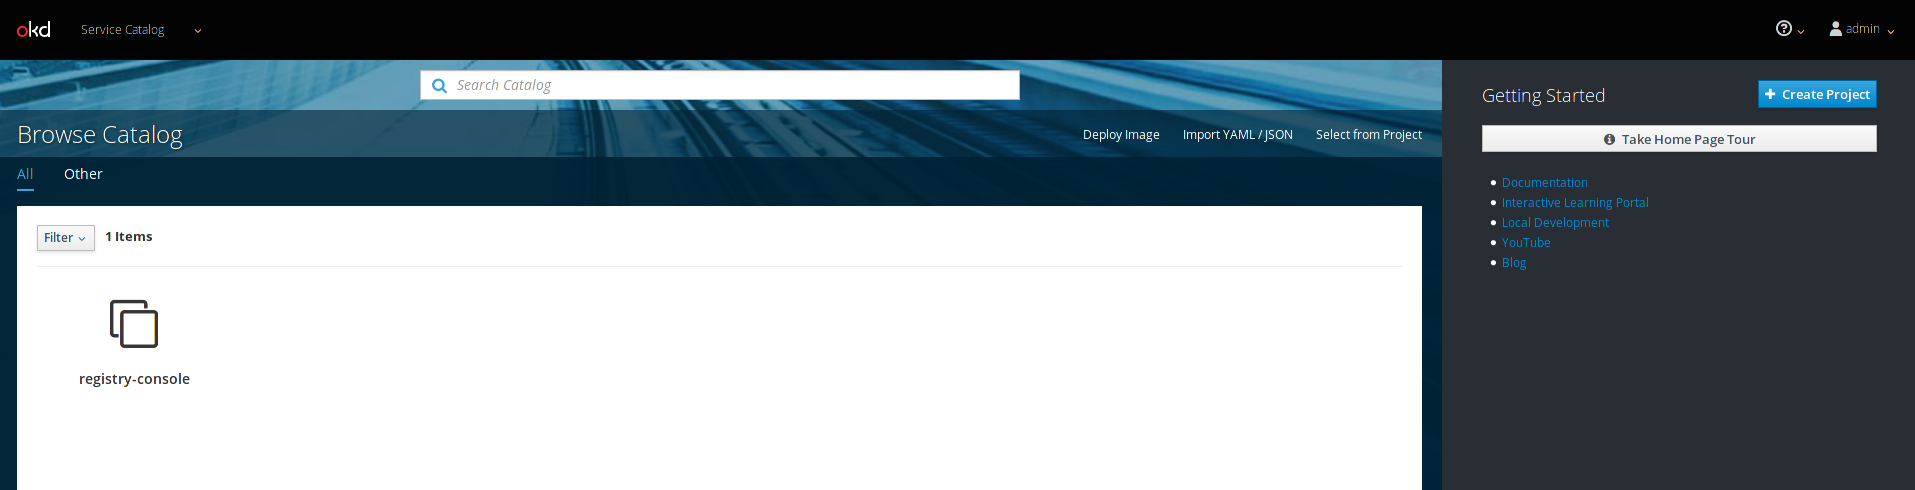 okd Service Catalog admin
Search Catalog
Browse Catalog Deploy Image Import YAML / JSON Select from Project
All Other
Filter 1 Items
registry-console
Getting Started Create Project
Take Home Page Tour
Documentation
Interactive Learning Portal
Local Development
YouTube
Blog